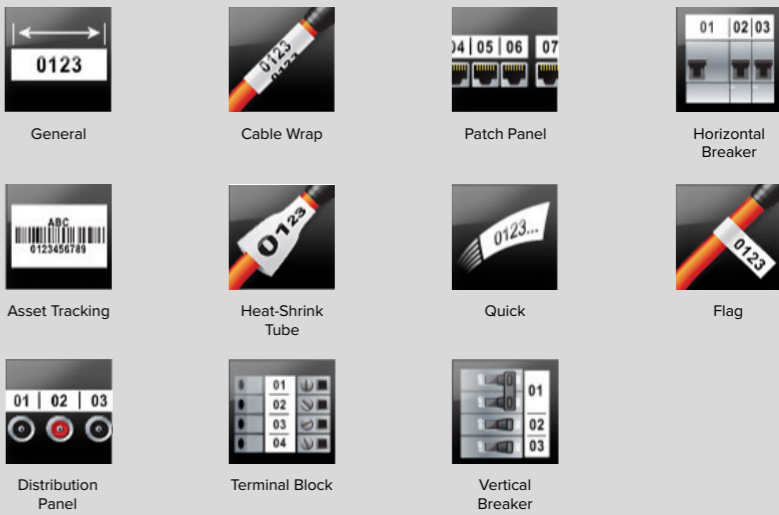 0123
General
0123
Cable Wrap
04 05 06 07
Patch Panel
01 02 03
Horizontal
Breaker
ABC
0123456789
Asset Tracking
0123
Heat-Shrink
Tube
0123...
Quick
0123
Flag
01 02 03
Distribution
Panel
01
02
03
04
Terminal Block
01
02
03
Vertical
Breaker